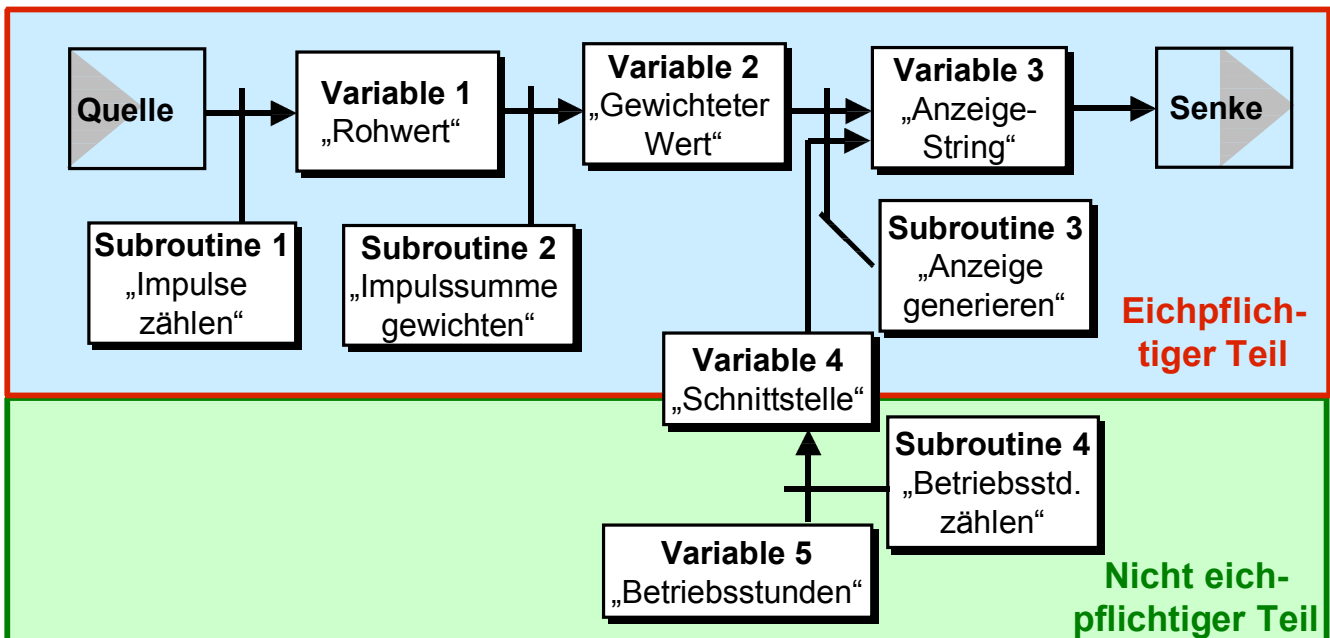 Quelle
Variable 1
„Rohwert“
Variable 2
„Gewichteter
Wert“
Variable 3
„Anzeige-
String“
Senke
Subroutine 1
„Impulse
zählen“
Subroutine 2
„Impulssumme
gewichten“
Subroutine 3
„Anzeige
generieren“
Eichpflich-
tiger Teil
Variable 4
„Schnittstelle“
Subroutine 4
„Betriebsstd.
zählen“
Variable 5
„Betriebsstunden“
Nicht eich-
pflichtiger Teil